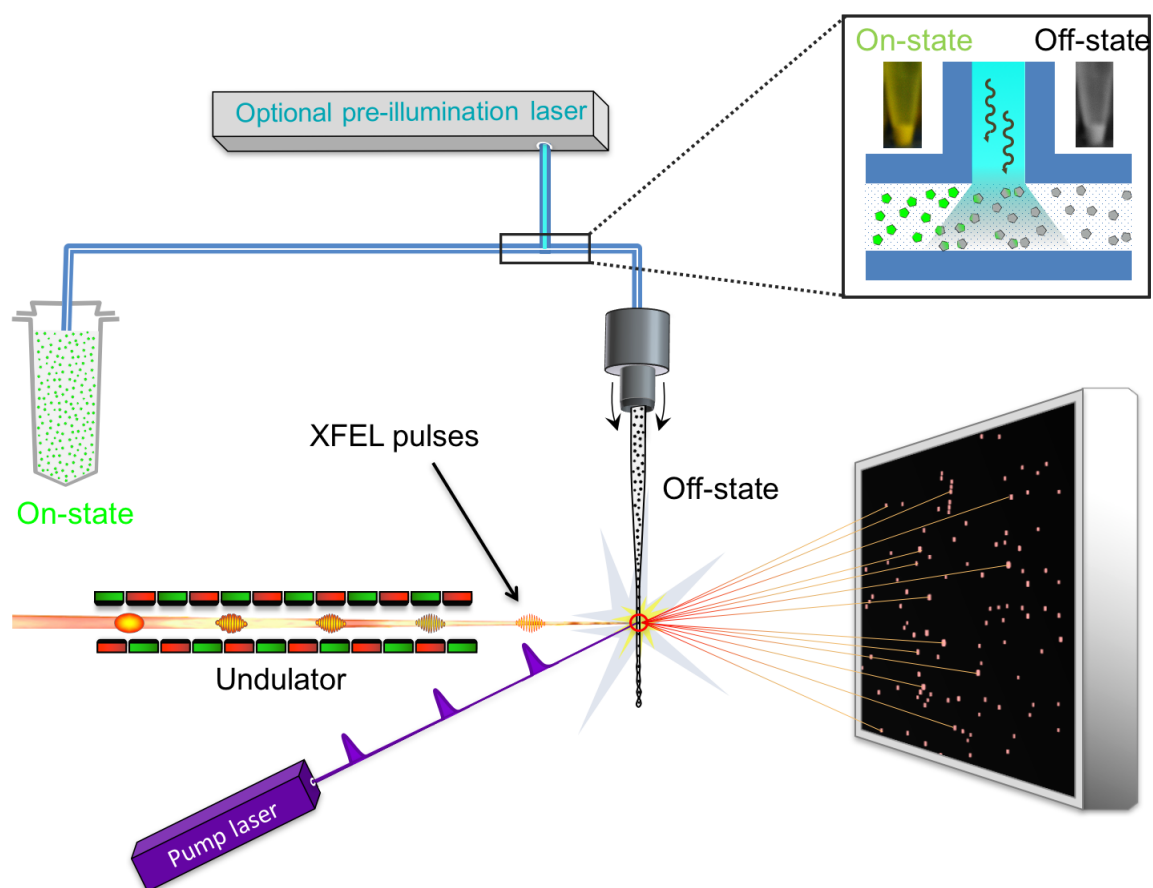 On-state
Off-state
Optional pre-illumination laser
XFEL pulses
Off-state
On-state
Undulator
Pump laser